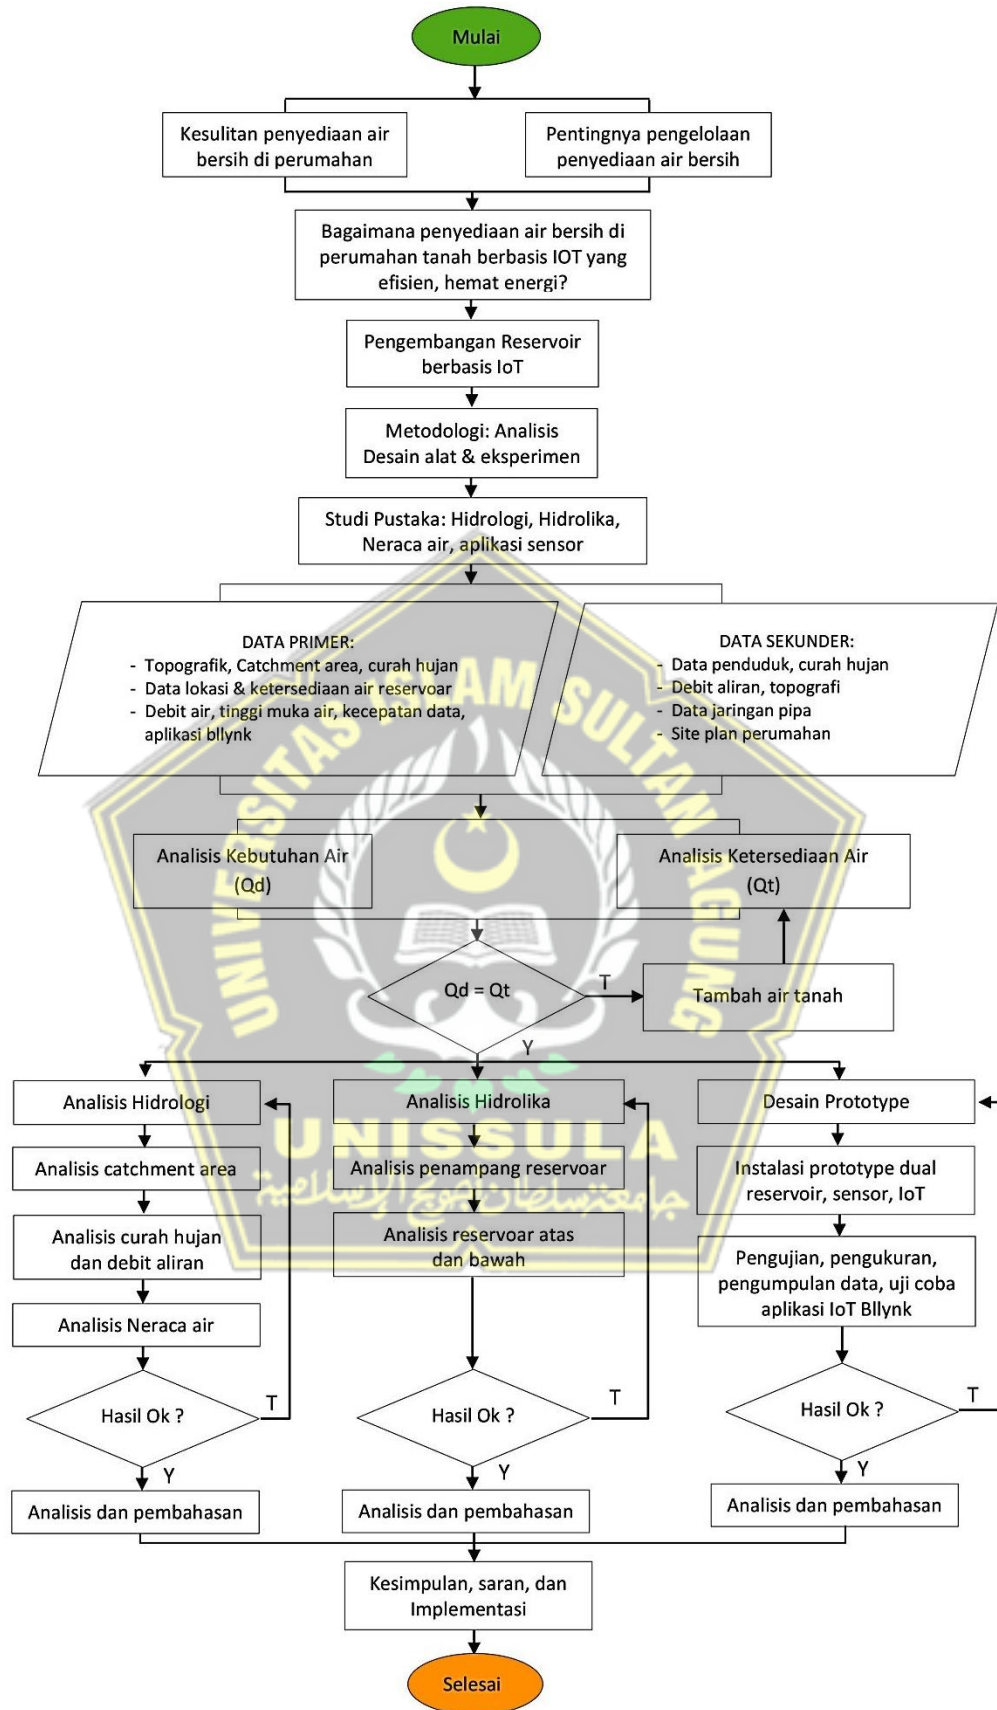 Mulai
Kesulitan penyediaan air
bersih di perumahan
Pentingnya pengelolaan
penyediaan air bersih
Bagaimana penyediaan air bersih di
perumahan tanah berbasis IOT yang
efisien, hemat energi?
Pengembangan Reservoir
berbasis IoT
Metodologi: Analisis
Desain alat & eksperimen
Studi Pustaka: Hidrologi, Hidrolika,
Neraca air, aplikasi sensor
DATA PRIMER:
- Topografik, Catchment area, curah hujan
- Data lokasi & ketersediaan air reservoar
- Debit air, tinggi muka air, kecepatan data,
aplikasi bllynk
DATA SEKUNDER:
- Data penduduk, curah hujan
- Debit aliran, topografi
- Data jaringan pipa
- Site plan perumahan
UNIVERSITAS ISLAM SULTAN AGUNG
Analisis Kebutuhan Air
(Qd)
Analisis Ketersediaan Air
(Qt)
Qd = Qt
T
Tambah air tanah
Y
Analisis Hidrologi
Analisis catchment area
Analisis curah hujan
dan debit aliran
Analisis Neraca air
Hasil Ok ?
T
Y
Analisis dan pembahasan
Analisis Hidrolika
UNISSULA
Analisis penampang reservoar
جامعتنسلطان أجونج الإسلامية
Analisis reservoar atas
dan bawah
Hasil Ok ?
T
Y
Analisis dan pembahasan
Desain Prototype
Instalasi prototype dual
reservoir, sensor, IoT
Pengujian, pengukuran,
pengumpulan data, uji coba
aplikasi IoT Bllynk
Hasil Ok ?
T
Y
Analisis dan pembahasan
Kesimpulan, saran, dan
Implementasi
Selesai